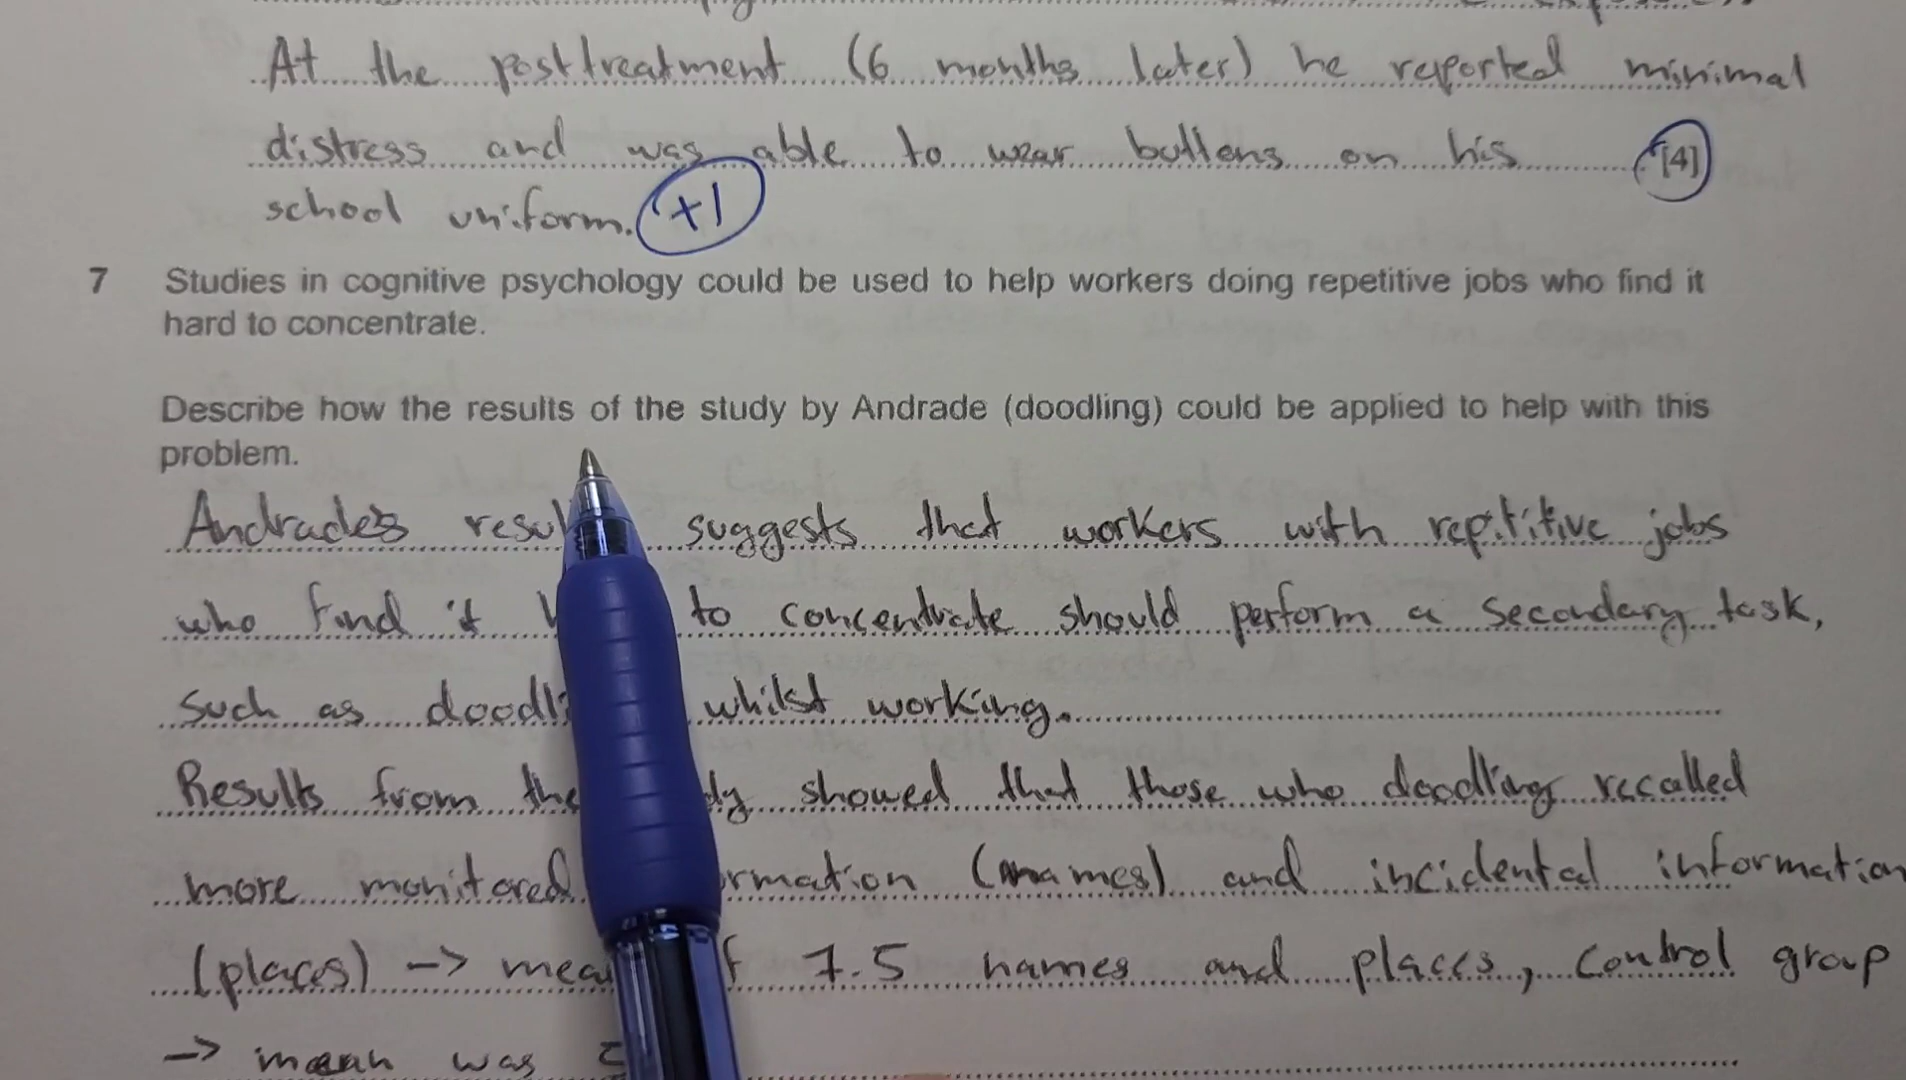 At the posttreatment (6 months later) he reported minimal
distress and was able to wear buttons on his [4]
school uniform. +1
7 Studies in cognitive psychology could be used to help workers doing repetitive jobs who find it
hard to concentrate.
Describe how the results of the study by Andrade (doodling) could be applied to help with this
problem.
Andrade's suggests that workers with reptitive jobs
who find it to concentrate should perform a secondary task,
such as whilst working.
Results from the showed that those who doodling recalled
more monitored (names) and incidental information
(places) -> 7.5 names and places, control group
-> mean was